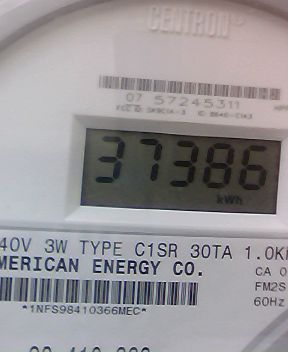 CENTRON
07 57245311
37386
kWh
40V 3W TYPE C1SR 30TA 1.0K
MERICAN ENERGY CO.
CA 0
FM2S
60Hz
*1NFS98410366MEC*